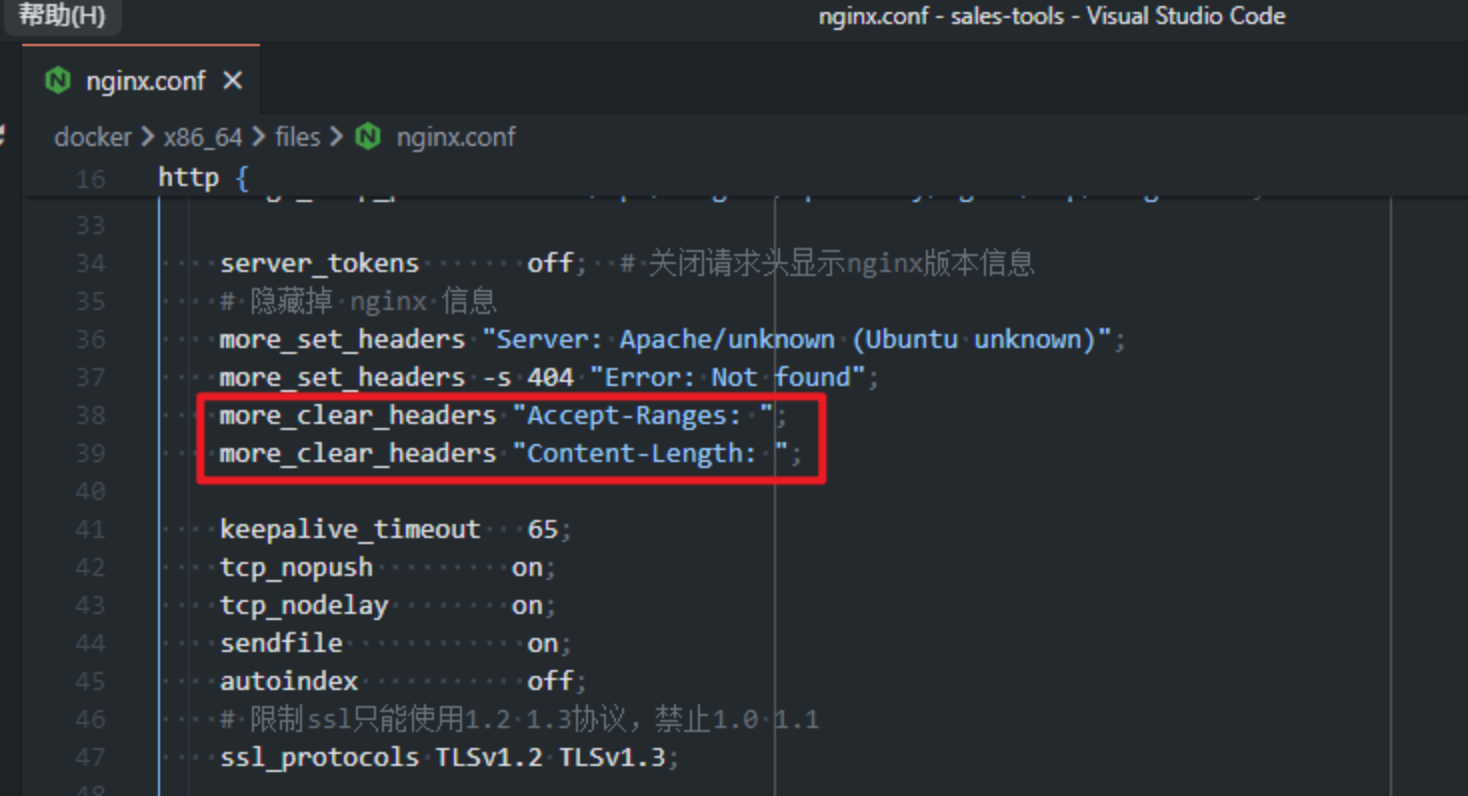 帮助(H)
nginx.conf - sales-tools - Visual Studio Code
nginx.conf ×
docker > x86_64 > files > nginx.conf
16 http {
33
34 server_tokens off; # 关闭请求头显示nginx版本信息
35 # 隐藏掉 nginx 信息
36 more_set_headers "Server: Apache/unknown (Ubuntu unknown)";
37 more_set_headers -s 404 "Error: Not found";
38 more_clear_headers "Accept-Ranges: ";
39 more_clear_headers "Content-Length: ";
40
41 keepalive_timeout 65;
42 tcp_nopush on;
43 tcp_nodelay on;
44 sendfile on;
45 autoindex off;
46 # 限制ssl只能使用1.2 1.3协议，禁止1.0 1.1
47 ssl_protocols TLSv1.2 TLSv1.3;
48